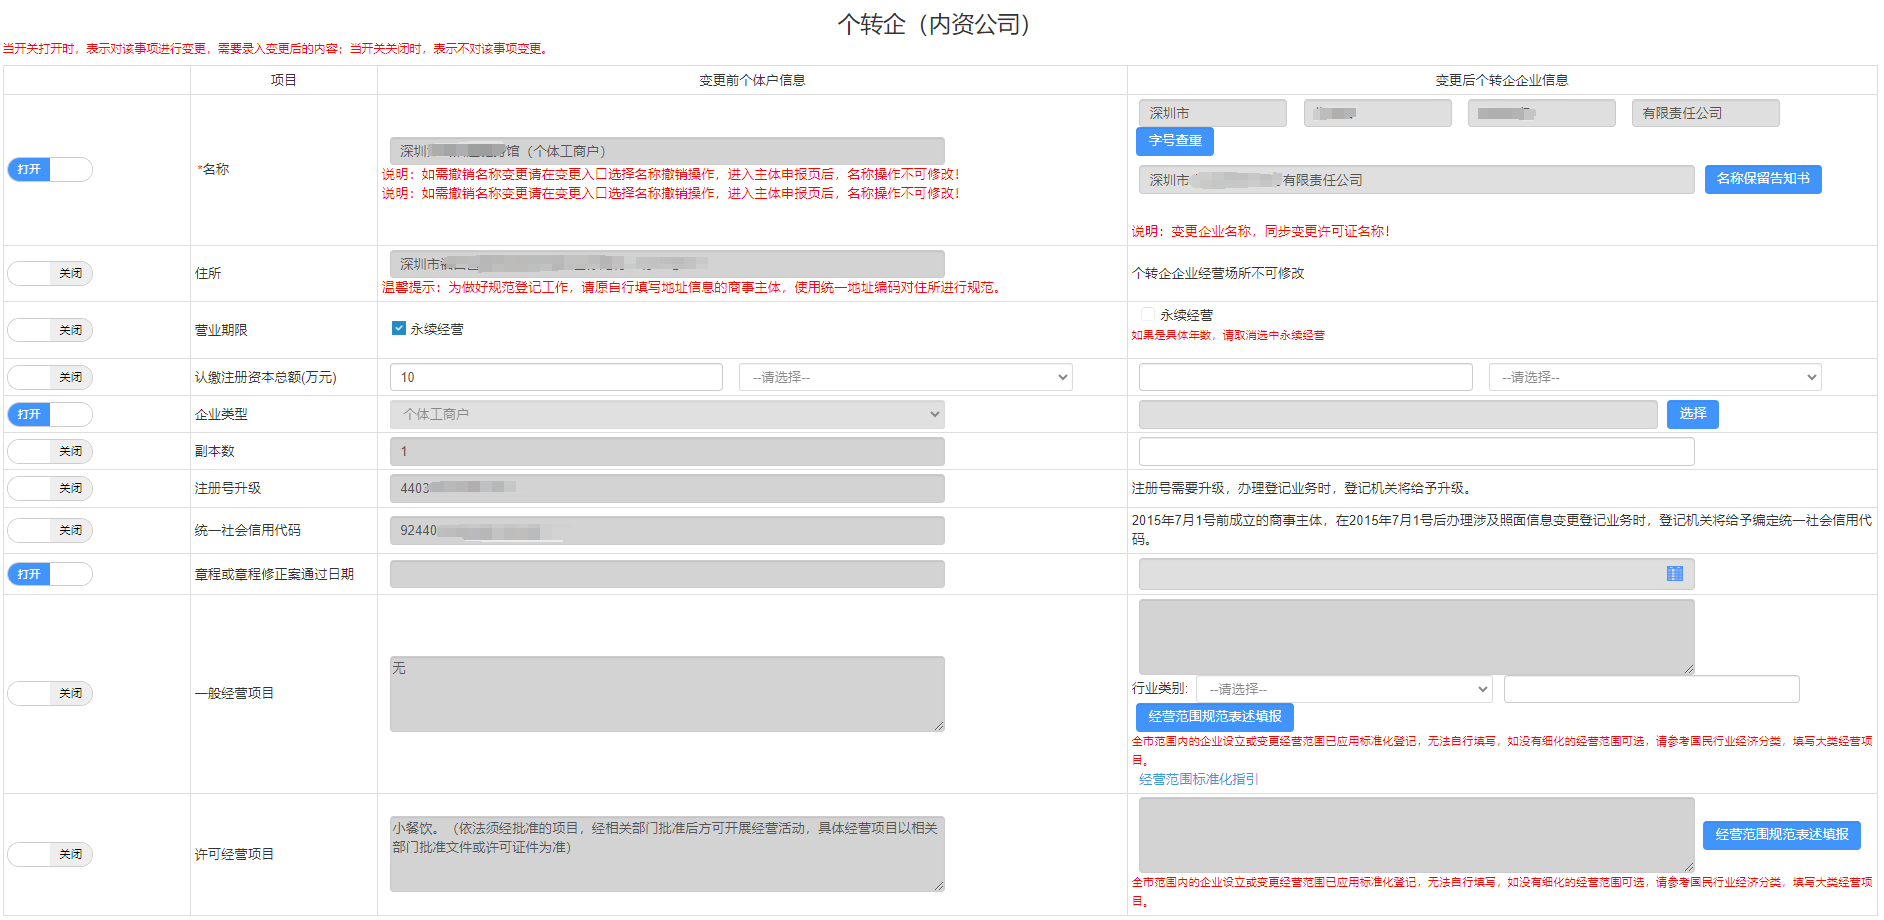 个转企（内资公司）
当开关打开时，表示对该事项进行变更，需要录入变更后的内容；当开关关闭时，表示不对该事项变更。
项目 变更前个体户信息 变更后个转企企业信息
打开 *名称
深圳 馆（个体工商户）
说明：如需撤销名称变更请在变更入口选择名称撤销操作，进入主体申报页后，名称操作不可修改！
说明：如需撤销名称变更请在变更入口选择名称撤销操作，进入主体申报页后，名称操作不可修改！
深圳市 有限责任公司
字号查重
深圳市 有限责任公司 名称保留告知书
说明：变更企业名称，同步变更许可证名称！
关闭 住所
深圳市
温馨提示：为做好规范登记工作，请原自行填写地址信息的商事主体，使用统一地址编码对住所进行规范。
个转企企业经营场所不可修改
关闭 营业期限 永续经营
永续经营
如果是具体年数，请取消选中永续经营
关闭 认缴注册资本总额(万元) 10 --请选择-- --请选择--
打开 企业类型 个体工商户 选择
关闭 副本数 1
关闭 注册号升级 4403 注册号需要升级，办理登记业务时，登记机关将给予升级。
关闭 统一社会信用代码 92440
2015年7月1号前成立的商事主体，在2015年7月1号后办理涉及照面信息变更登记业务时，登记机关将给予编定统一社会信用代
码。
打开 章程或章程修正案通过日期
关闭 一般经营项目
无
行业类别: --请选择--
经营范围规范表述填报
全市范围内的企业设立或变更经营范围已应用标准化登记，无法自行填写，如没有细化的经营范围可选，请参考国民行业经济分类，填写大类经营项
目。
经营范围标准化指引
关闭 许可经营项目
小餐饮。（依法须经批准的项目，经相关部门批准后方可开展经营活动，具体经营项目以相关
部门批准文件或许可证件为准）
经营范围规范表述填报
全市范围内的企业设立或变更经营范围已应用标准化登记，无法自行填写，如没有细化的经营范围可选，请参考国民行业经济分类，填写大类经营项
目。